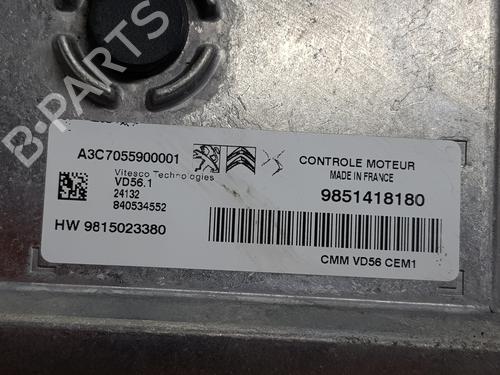 B-PARTS
A3C7055900001
CONTROLE MOTEUR
MADE IN FRANCE
Vitesco Technologies
VD56.1
24132
840534552
9851418180
HW 9815023380
CMM VD56 CEM1